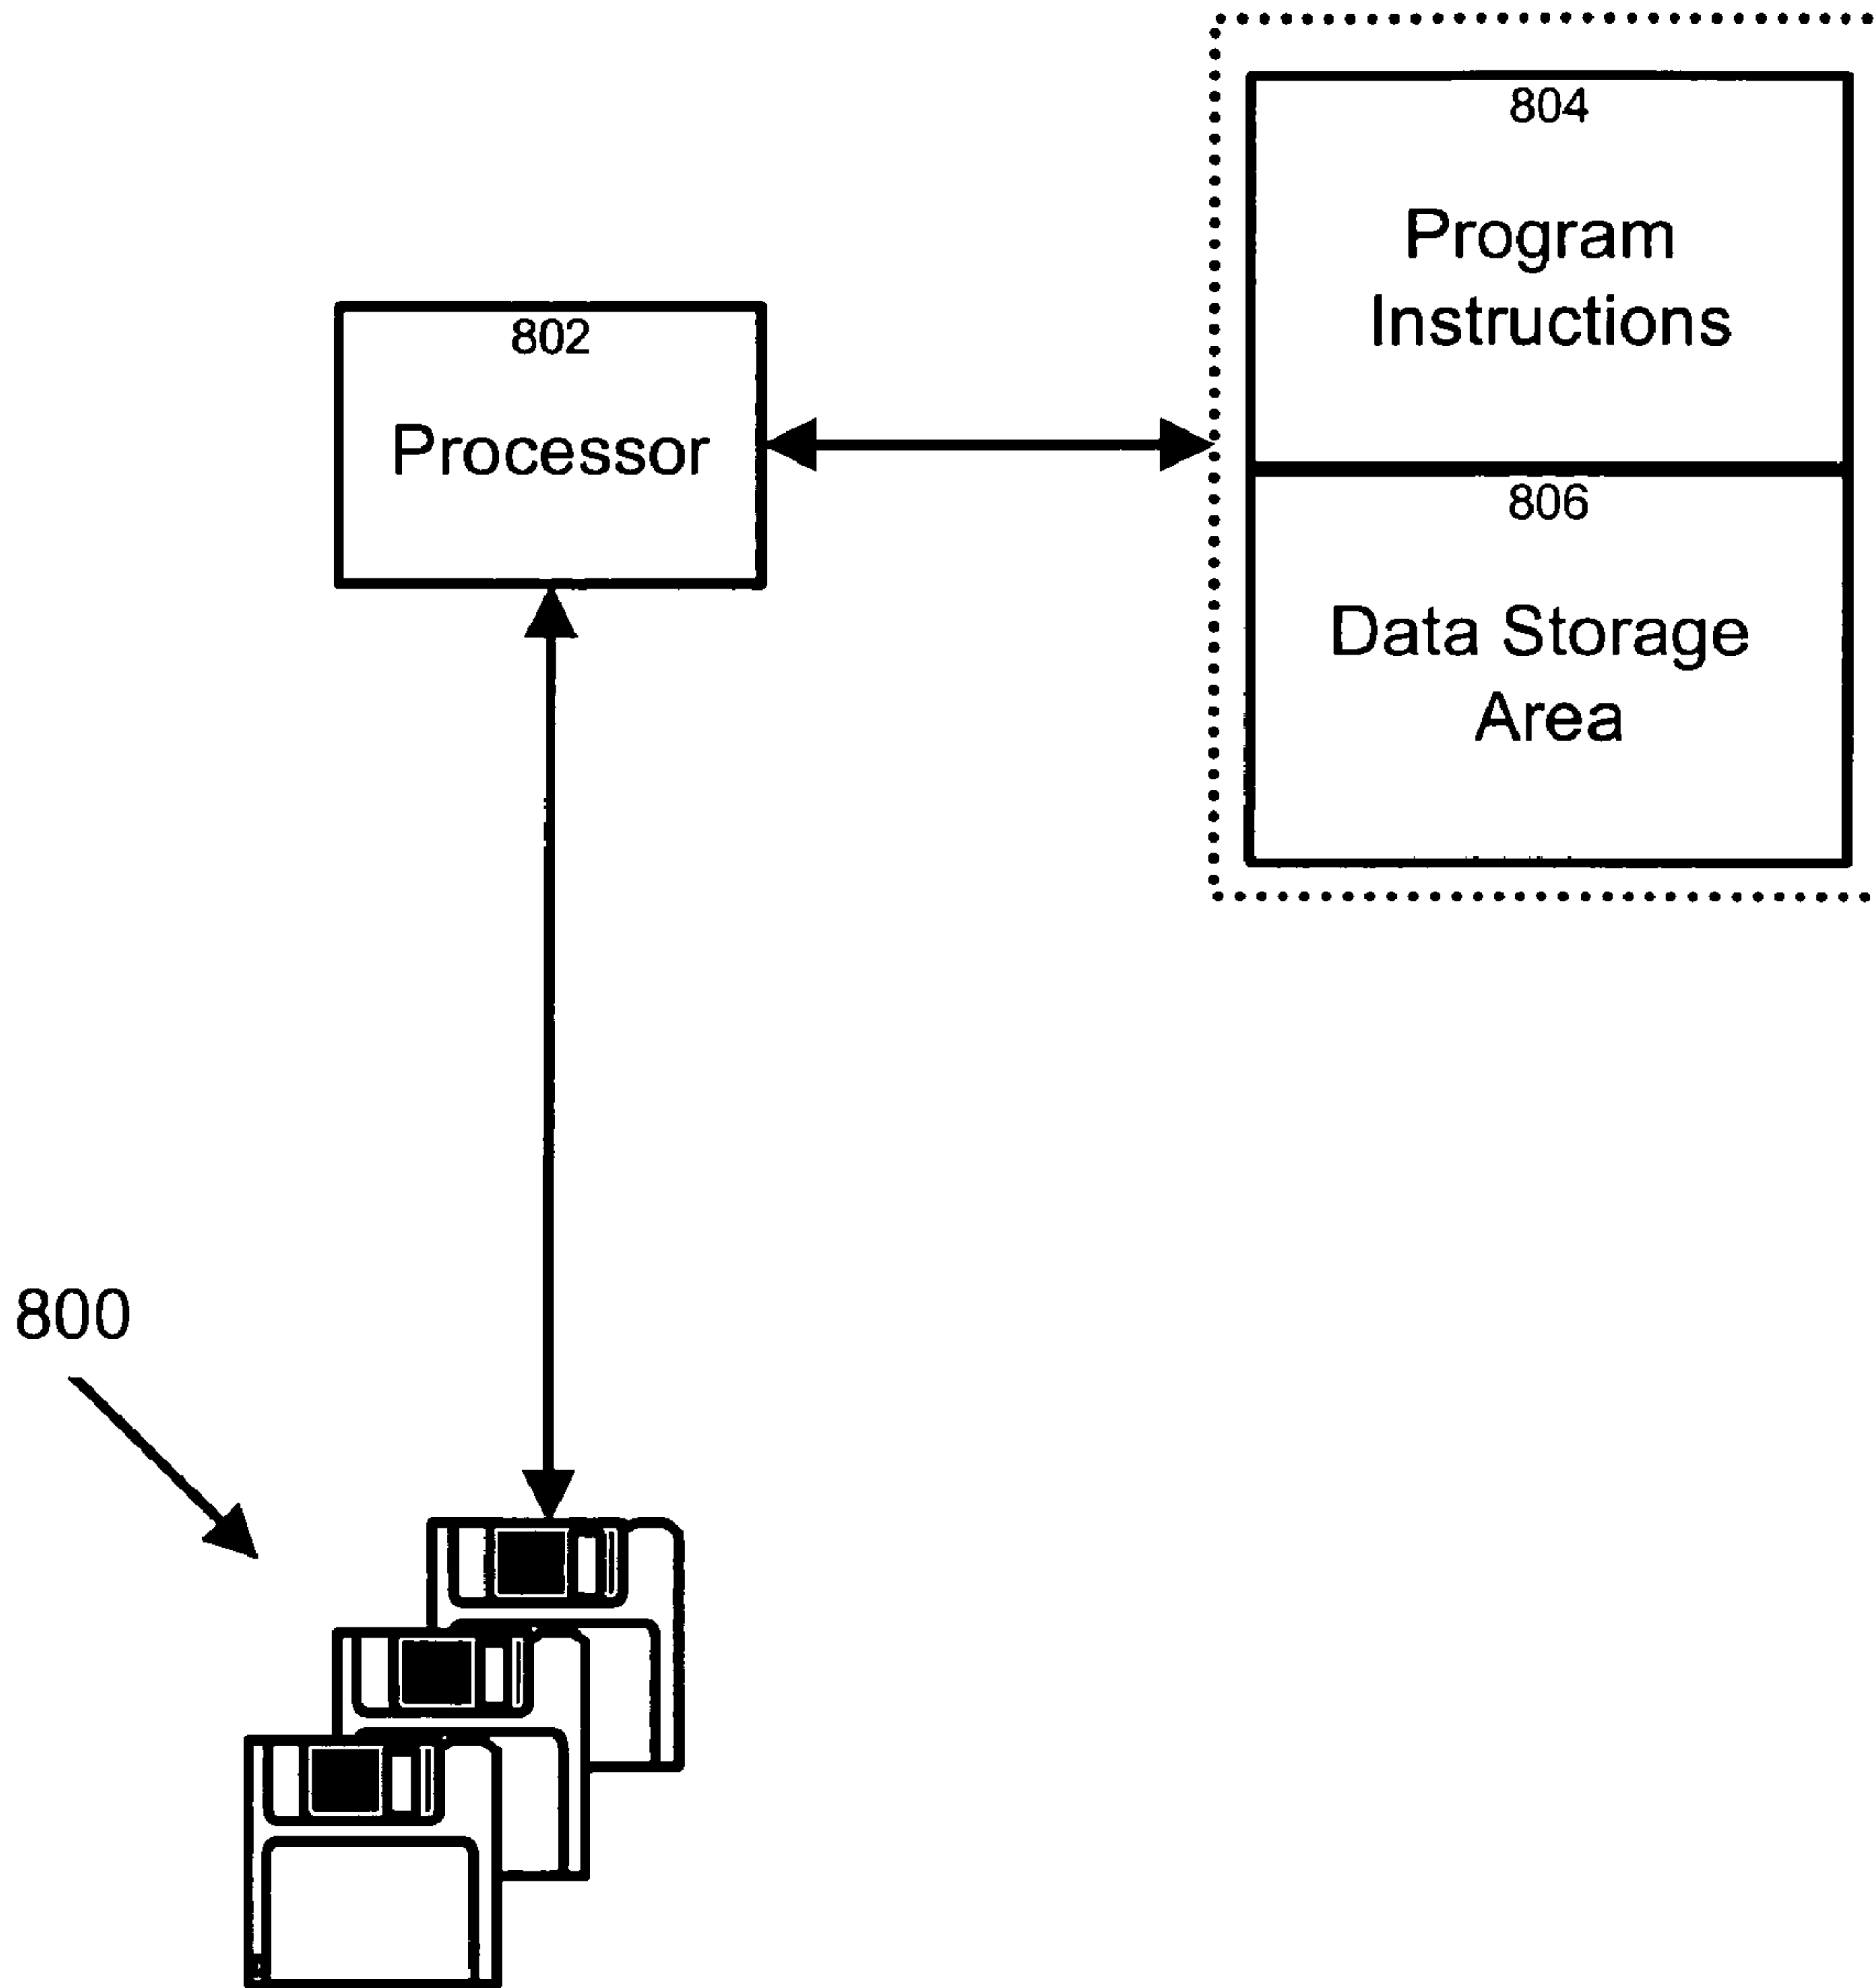 804
Program
Instructions
802
Processor
806
Data Storage
Area
800